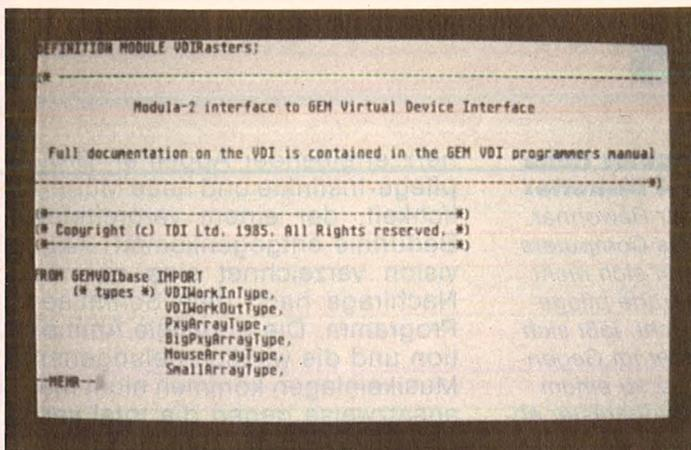 DEFINITION MODULE VDIRasters;
(* ------------------------------------------------------------------------
Modula-2 interface to GEM Virtual Device Interface
Full documentation on the VDI is contained in the GEM VDI programmers manual
------------------------------------------------------------------------*)
(*------------------------------------------------*)
(* Copyright (c) TDI Ltd. 1985. All Rights reserved. *)
(*------------------------------------------------*)
FROM GEMVDIbase IMPORT
(* types *) VDIWorkInType,
VDIWorkOutType,
PxyArrayType,
BigPxyArrayType,
MouseArrayType,
SmallArrayType,
--MEHR--